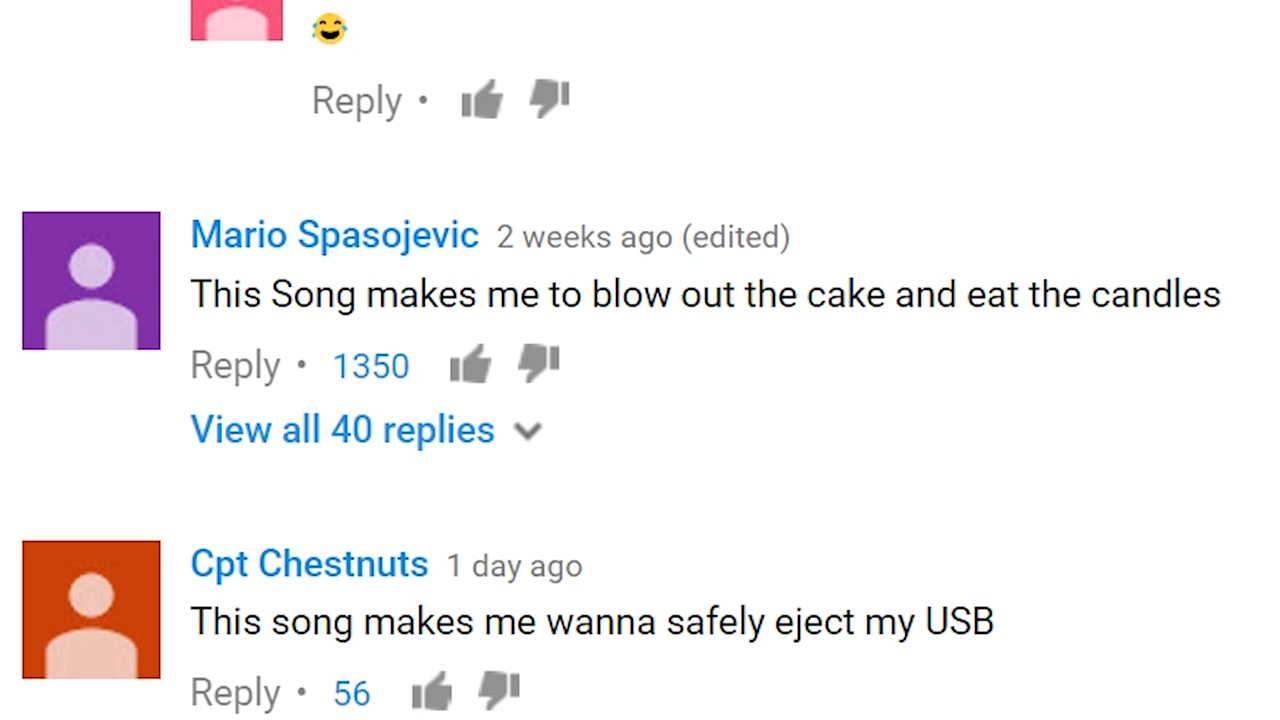 😂
Reply •
Mario Spasojevic 2 weeks ago (edited)
This Song makes me to blow out the cake and eat the candles
Reply • 1350
View all 40 replies
Cpt Chestnuts 1 day ago
This song makes me wanna safely eject my USB
Reply • 56